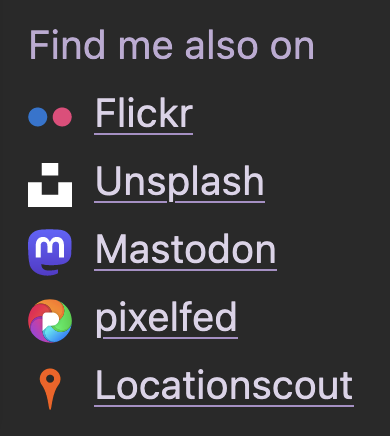 Find me also on
Flickr
Unsplash
Mastodon
pixelfed
Locationscout